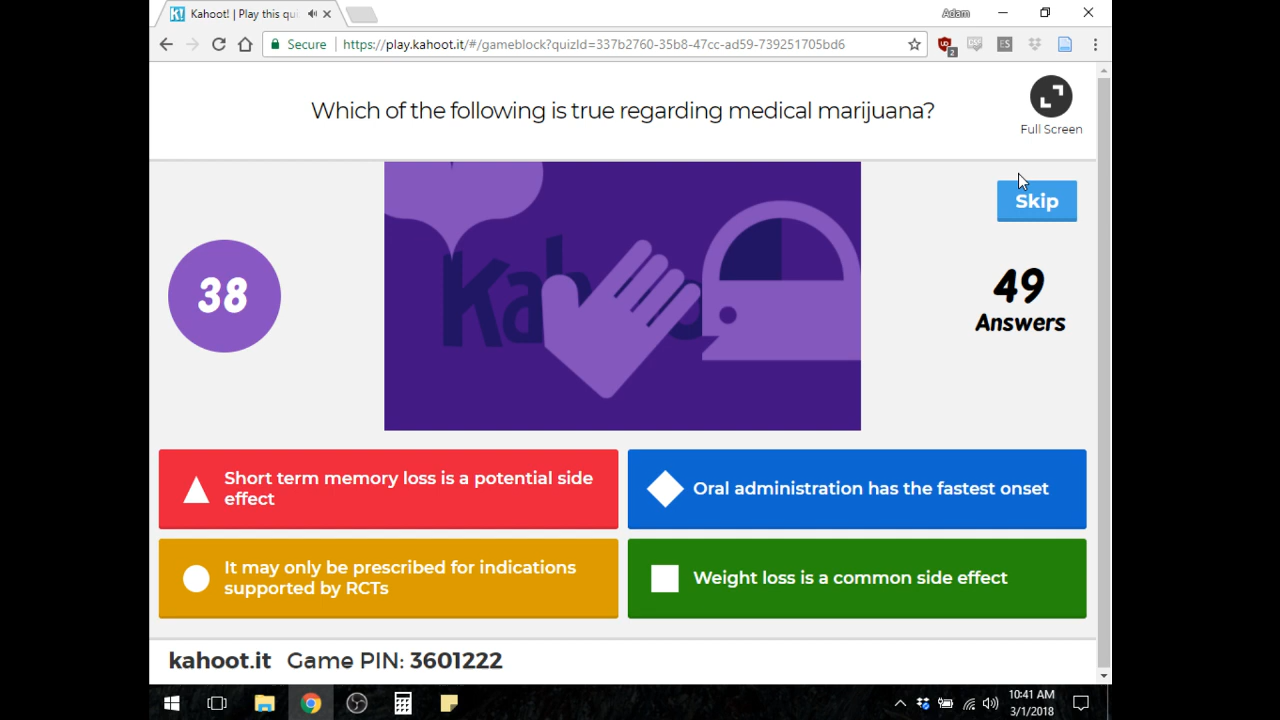 Kahoot! | Play this qui
Adam
Secure
https://play.kahoot.it/#/gameblock?quizId=337b2760-35b8-47cc-ad59-739251705bd6
2
ES
Which of the following is true regarding medical marijuana?
Full Screen
Skip
38
49
Answers
Short term memory loss is a potential side
effect
Oral administration has the fastest onset
It may only be prescribed for indications
supported by RCTs
Weight loss is a common side effect
kahoot.it Game PIN: 3601222
10:41 AM
3/1/2018